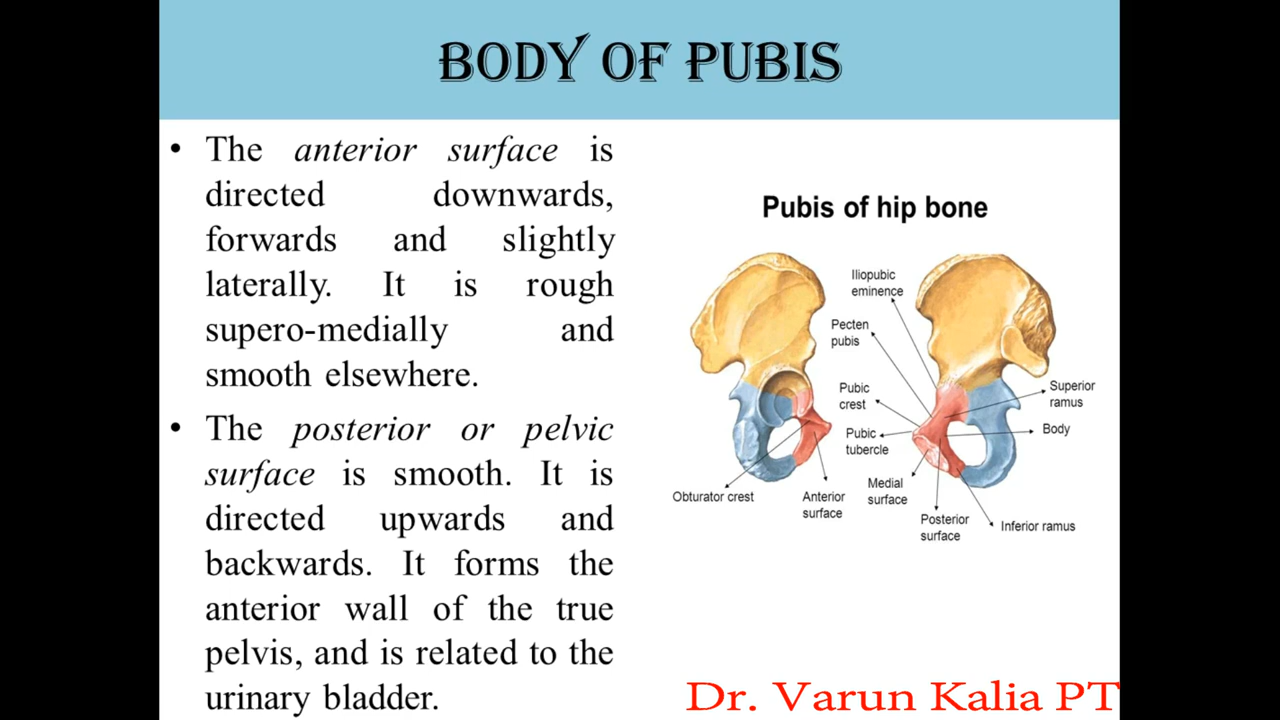 BODY OF PUBIS
• The anterior surface is
directed downwards,
forwards and slightly
laterally. It is rough
supero-medially and
smooth elsewhere.
• The posterior or pelvic
surface is smooth. It is
directed upwards and
backwards. It forms the
anterior wall of the true
pelvis, and is related to the
urinary bladder.
Pubis of hip bone
Iliopubic
eminence
Pecten
pubis
Pubic
crest
Pubic
tubercle
Superior
ramus
Body
Medial
surface
Obturator crest
Anterior
surface
Posterior
surface
Inferior ramus
Dr. Varun Kalia PT